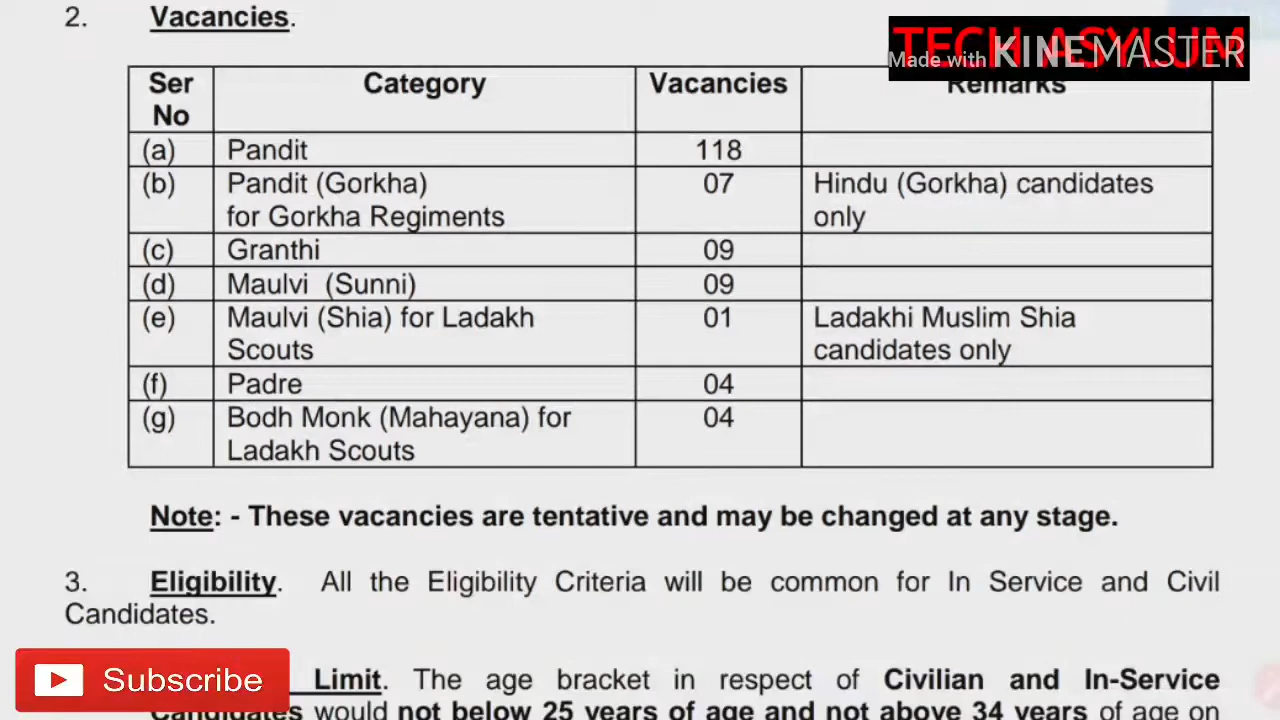 2. Vacancies.
TECH ASYLUM
Made with KINEMASTER
Ser No Category Vacancies Remarks
(a) Pandit 118
(b) Pandit (Gorkha) for Gorkha Regiments 07 Hindu (Gorkha) candidates only
(c) Granthi 09
(d) Maulvi (Sunni) 09
(e) Maulvi (Shia) for Ladakh Scouts 01 Ladakhi Muslim Shia candidates only
(f) Padre 04
(g) Bodh Monk (Mahayana) for Ladakh Scouts 04
Note: - These vacancies are tentative and may be changed at any stage.
3. Eligibility. All the Eligibility Criteria will be common for In Service and Civil
Candidates.
Limit. The age bracket in respect of Civilian and In-Service
Candidates would not below 25 years of age and not above 34 years of age on
Subscribe